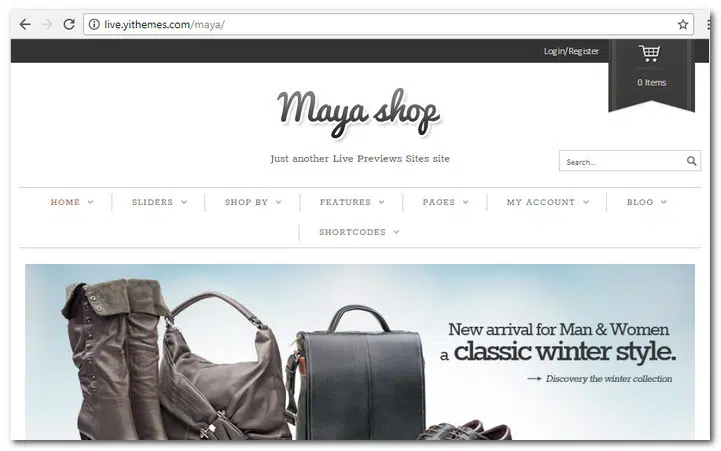 live.yithemes.com/maya/
Login/Register
0 Items
Maya shop
Just another Live Previews Sites site
Search...
HOME SLIDERS SHOP BY FEATURES PAGES MY ACCOUNT BLOG
SHORTCODES
New arrival for Man & Women
a classic winter style.
Discovery the winter collection